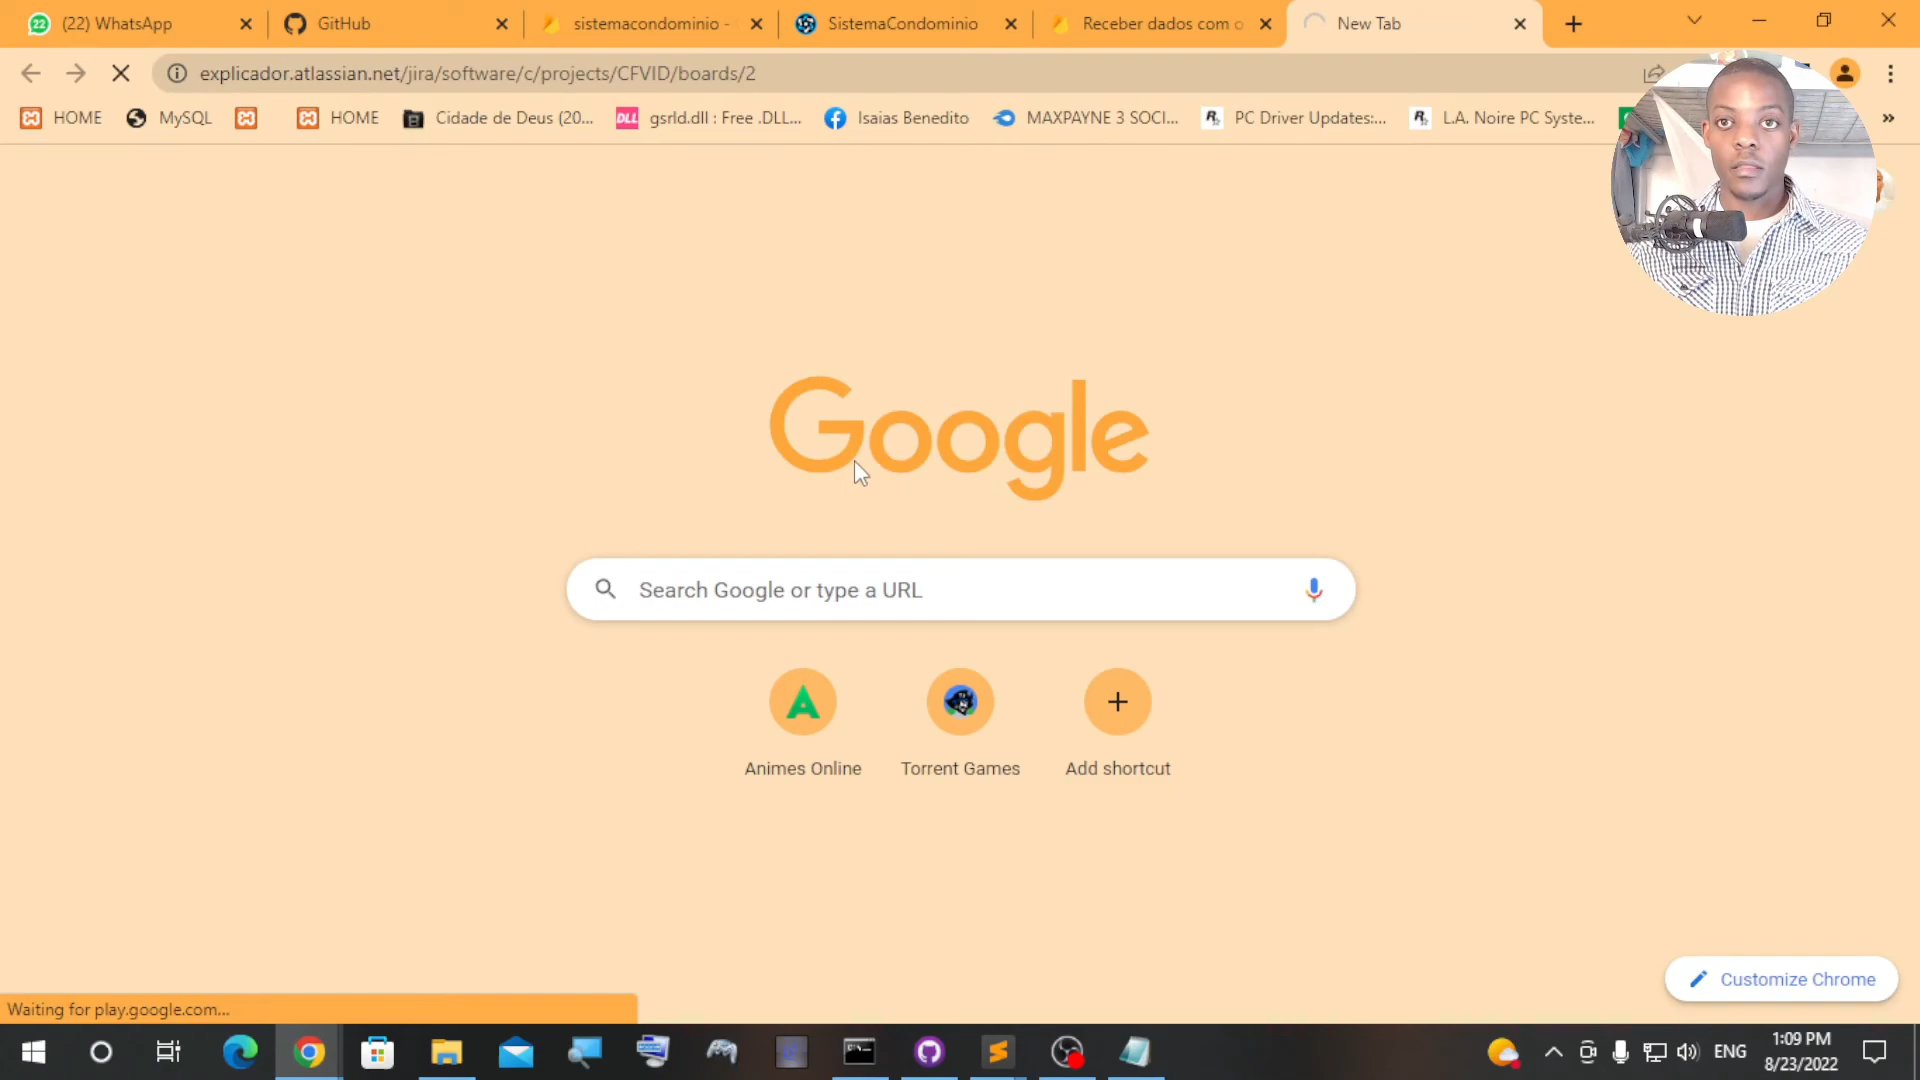 (22) WhatsApp
GitHub
sistemacondominio -
SistemaCondominio
Receber dados com o
New Tab
explicador.atlassian.net/jira/software/c/projects/CFVID/boards/2
HOME
MySQL
HOME
Cidade de Deus (20...
DLL
gsrld.dll : Free .DLL...
Isaias Benedito
MAXPAYNE 3 SOCI...
PC Driver Updates:...
L.A. Noire PC Syste...
»
Google
Search Google or type a URL
Animes Online
Torrent Games
Add shortcut
Customize Chrome
Waiting for play.google.com...
ENG
1:09 PM
8/23/2022